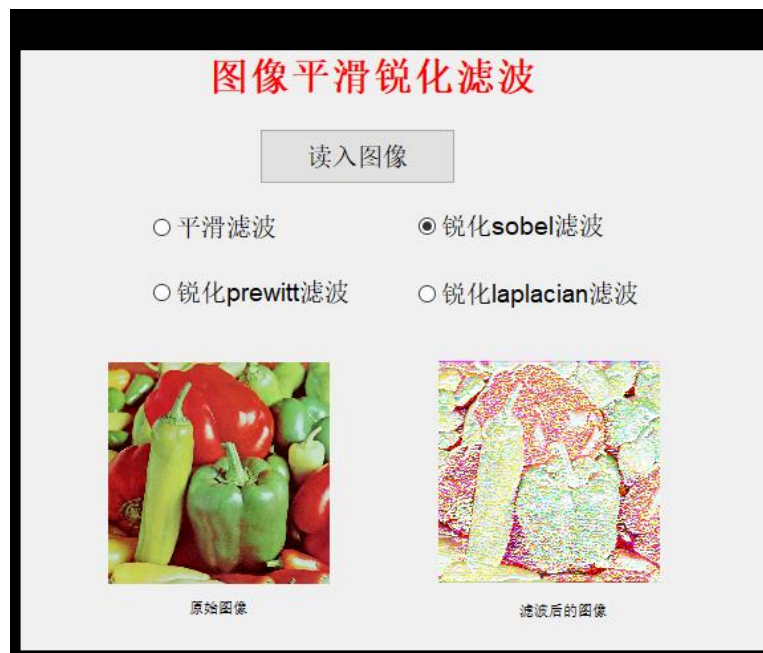 图像平滑锐化滤波
读入图像
平滑滤波
锐化sobel滤波
锐化prewitt滤波
锐化laplacian滤波
原始图像
滤波后的图像